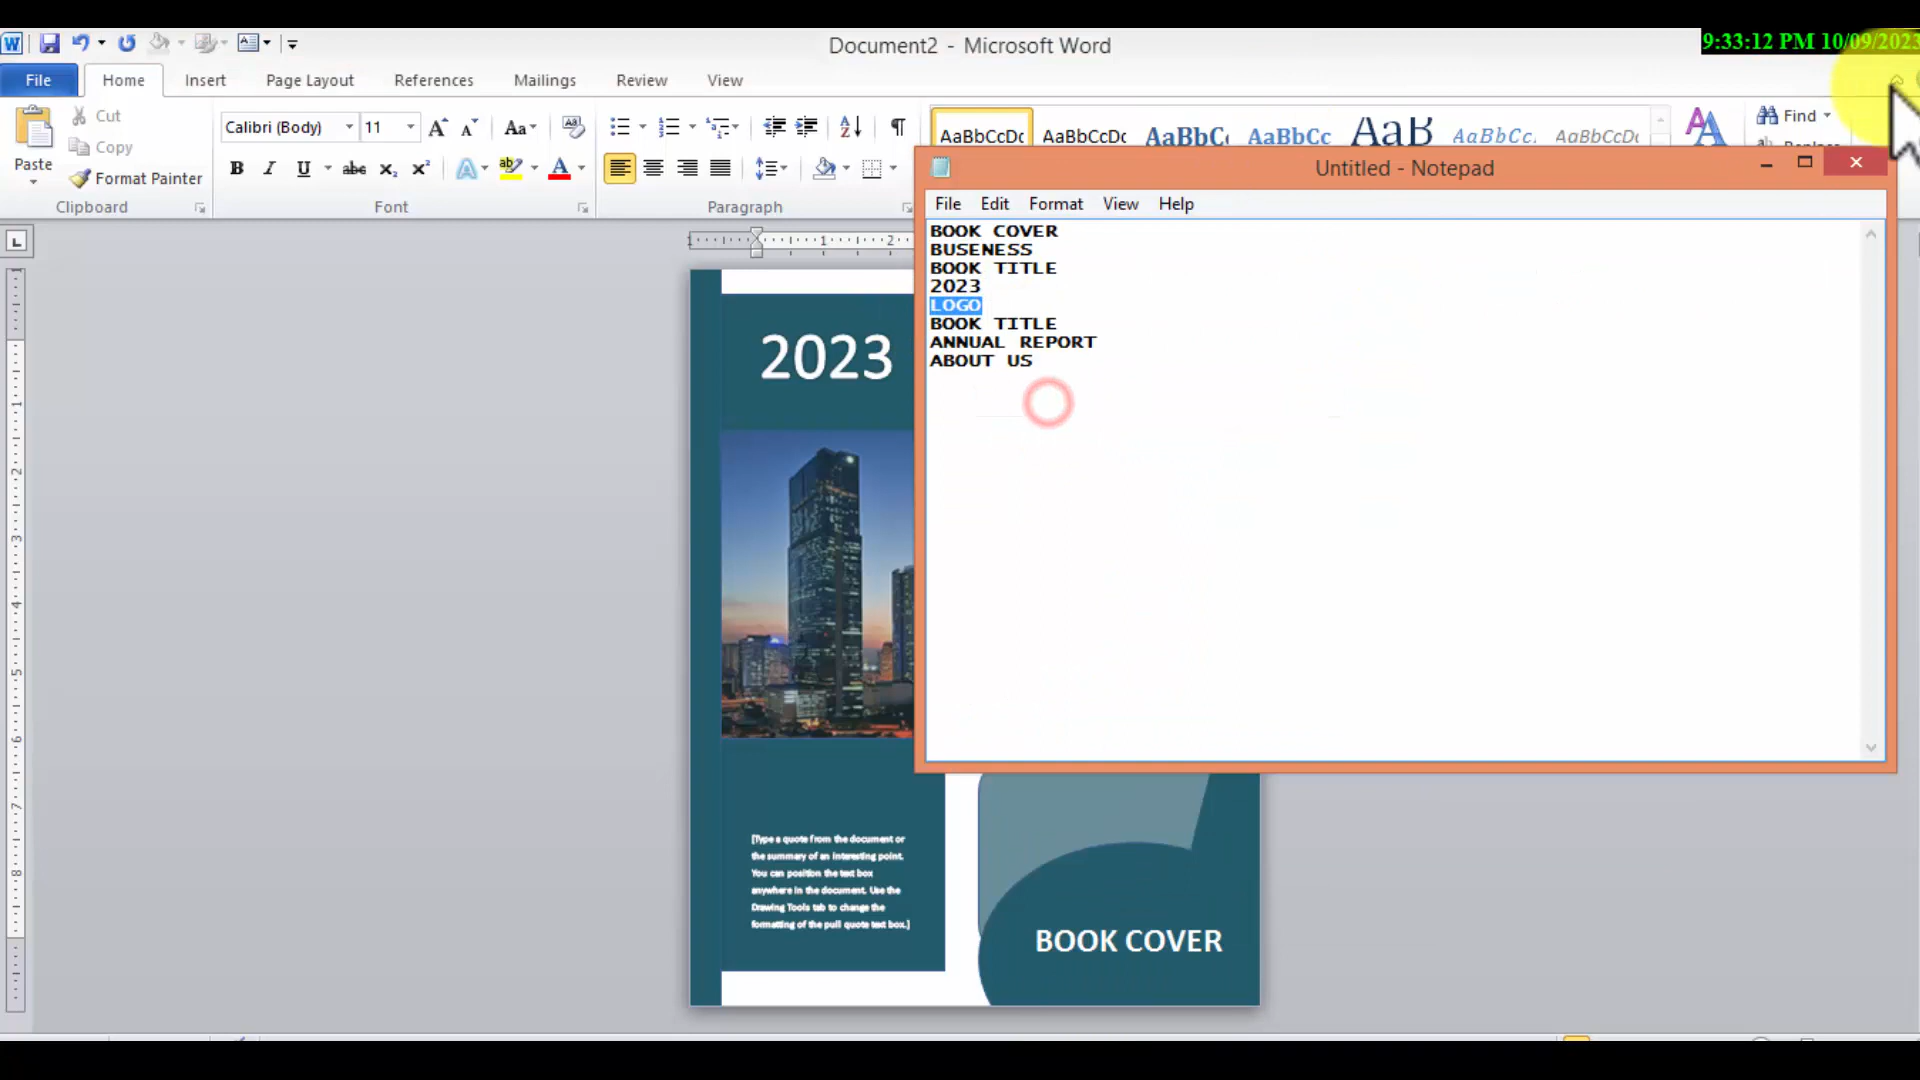 Document2 - Microsoft Word
9:33:12 PM 10/09/2023
File Home Insert Page Layout References Mailings Review View
Paste
Cut
Copy
Format Painter
Clipboard
Calibri (Body) 11
Font
Paragraph
AaBbCcDc AaBbCcDc AaBbC AaBbCc AaB AaBbCc. AaBbCcDc
Find
Untitled - Notepad
File Edit Format View Help
BOOK COVER
BUSENESS
BOOK TITLE
2023
LOGO
BOOK TITLE
ANNUAL REPORT
ABOUT US
2023
[Type a quote from the document or
the summary of an interesting point.
You can position the text box
anywhere in the document. Use the
Drawing Tools tab to change the
formatting of the pull quote text box.]
BOOK COVER